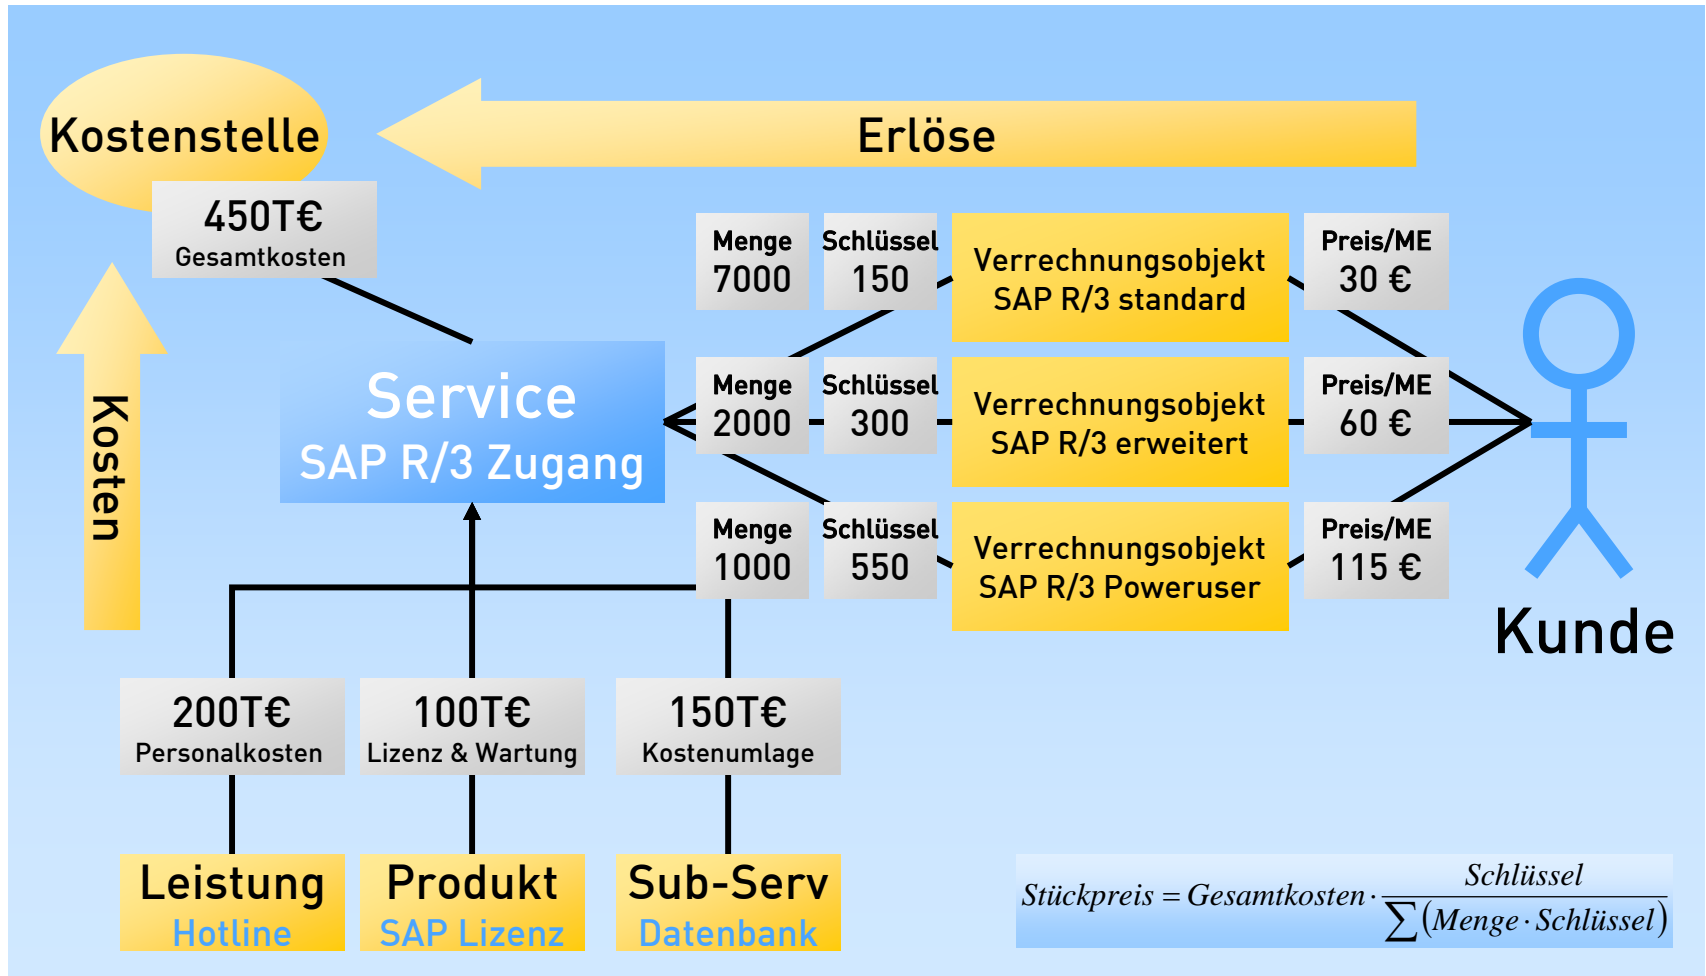 Kostenstelle
Erlöse
450T€
Gesamtkosten
Kosten
Service
SAP R/3 Zugang
Menge
7000
Schlüssel
150
Verrechnungsobjekt
SAP R/3 standard
Preis/ME
30 €
Menge
2000
Schlüssel
300
Verrechnungsobjekt
SAP R/3 erweitert
Preis/ME
60 €
Menge
1000
Schlüssel
550
Verrechnungsobjekt
SAP R/3 Poweruser
Preis/ME
115 €
Kunde
200T€
Personalkosten
100T€
Lizenz & Wartung
150T€
Kostenumlage
Leistung
Hotline
Produkt
SAP Lizenz
Sub-Serv
Datenbank
Stückpreis = Gesamtkosten · Schlüssel / ∑(Menge · Schlüssel)